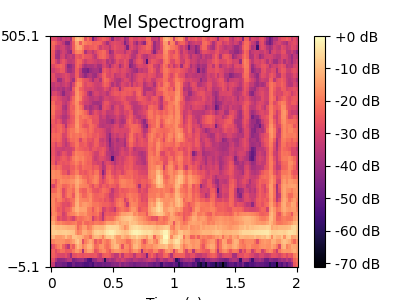 Mel Spectrogram
505.1
-5.1
0
0.5
1
1.5
2
+0 dB
-10 dB
-20 dB
-30 dB
-40 dB
-50 dB
-60 dB
-70 dB